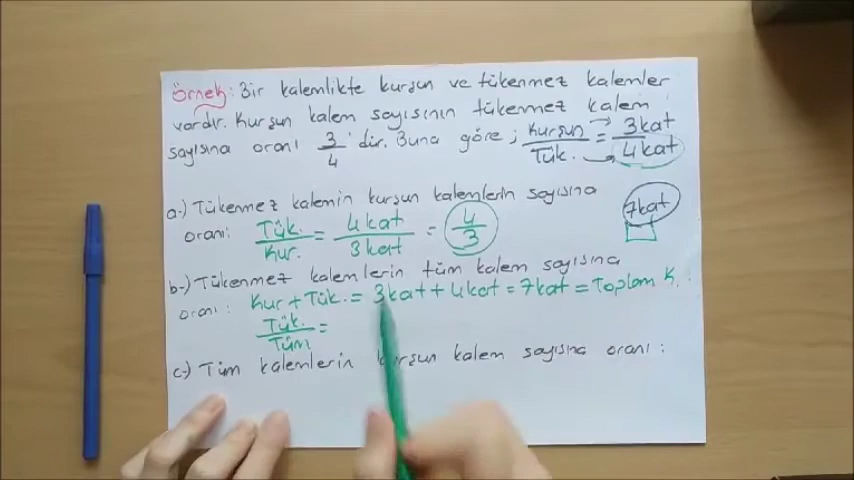 Örnek: Bir kalemlikte kurşun ve tükenmez kalemler
vardır. Kurşun kalem sayısının tükenmez kalem
sayısına oranı 3/4 'dür. Buna göre; Kurşun/Tük. = 3kat/4kat
7kat
a-) Tükenmez kalemin kurşun kalemlerin sayısına
oranı: Tük./Kur. = 4kat/3kat = 4/3
b-) Tükenmez kalemlerin tüm kalem sayısına
oranı: Kur + Tük. = 3kat + 4kat = 7kat = Toplam K.
Tük./Tüm =
c-) Tüm kalemlerin kurşun kalem sayısına oranı: